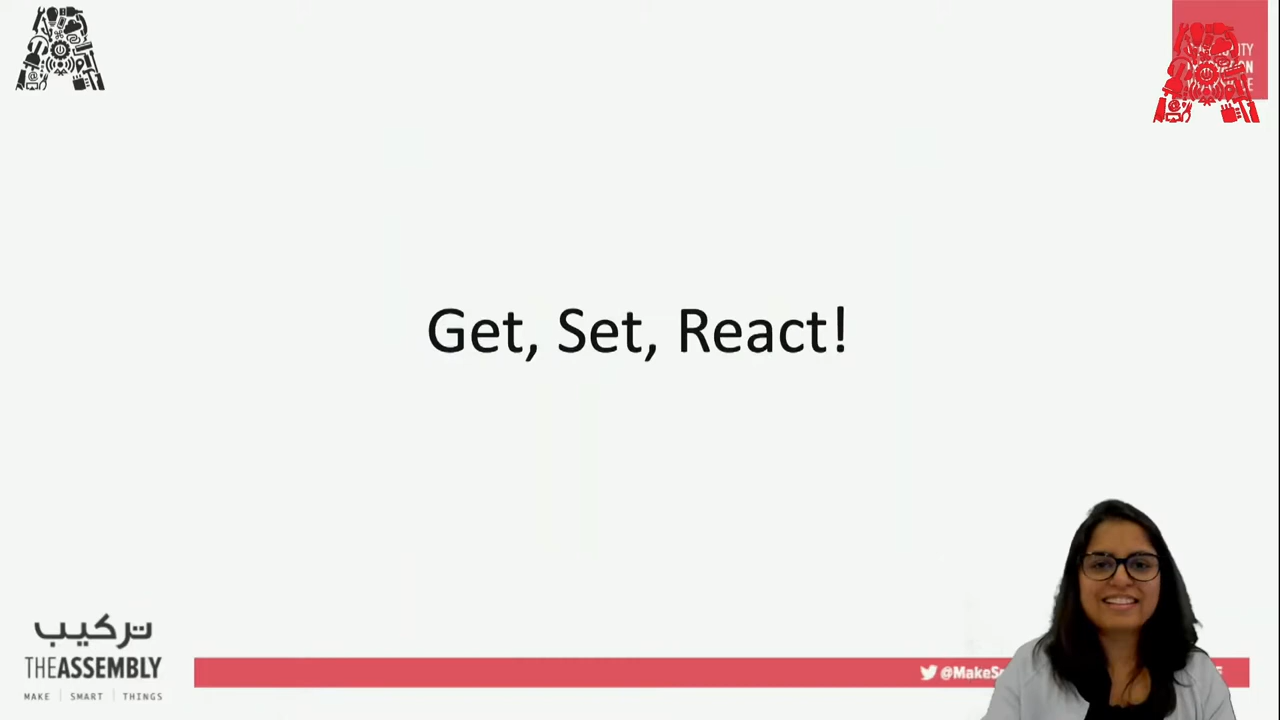 Get, Set, React!
تركيب
THEASSEMBLY
MAKE | SMART | THINGS